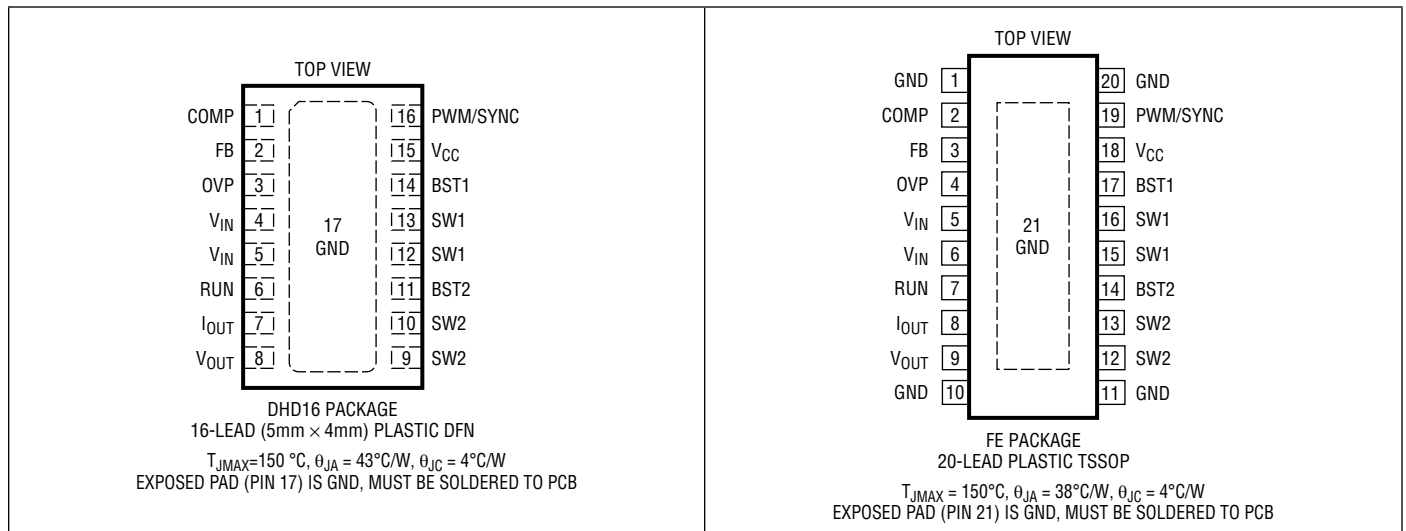 TOP VIEW
COMP 1
FB 2
OVP 3
VIN 4
VIN 5
RUN 6
IOUT 7
VOUT 8
17
GND
16 PWM/SYNC
15 VCC
14 BST1
13 SW1
12 SW1
11 BST2
10 SW2
9 SW2
DHD16 PACKAGE
16-LEAD (5mm × 4mm) PLASTIC DFN
TJMAX=150 °C, θJA = 43°C/W, θJC = 4°C/W
EXPOSED PAD (PIN 17) IS GND, MUST BE SOLDERED TO PCB
TOP VIEW
GND 1
COMP 2
FB 3
OVP 4
VIN 5
VIN 6
RUN 7
IOUT 8
VOUT 9
GND 10
21
GND
20 GND
19 PWM/SYNC
18 VCC
17 BST1
16 SW1
15 SW1
14 BST2
13 SW2
12 SW2
11 GND
FE PACKAGE
20-LEAD PLASTIC TSSOP
TJMAX = 150°C, θJA = 38°C/W, θJC = 4°C/W
EXPOSED PAD (PIN 21) IS GND, MUST BE SOLDERED TO PCB